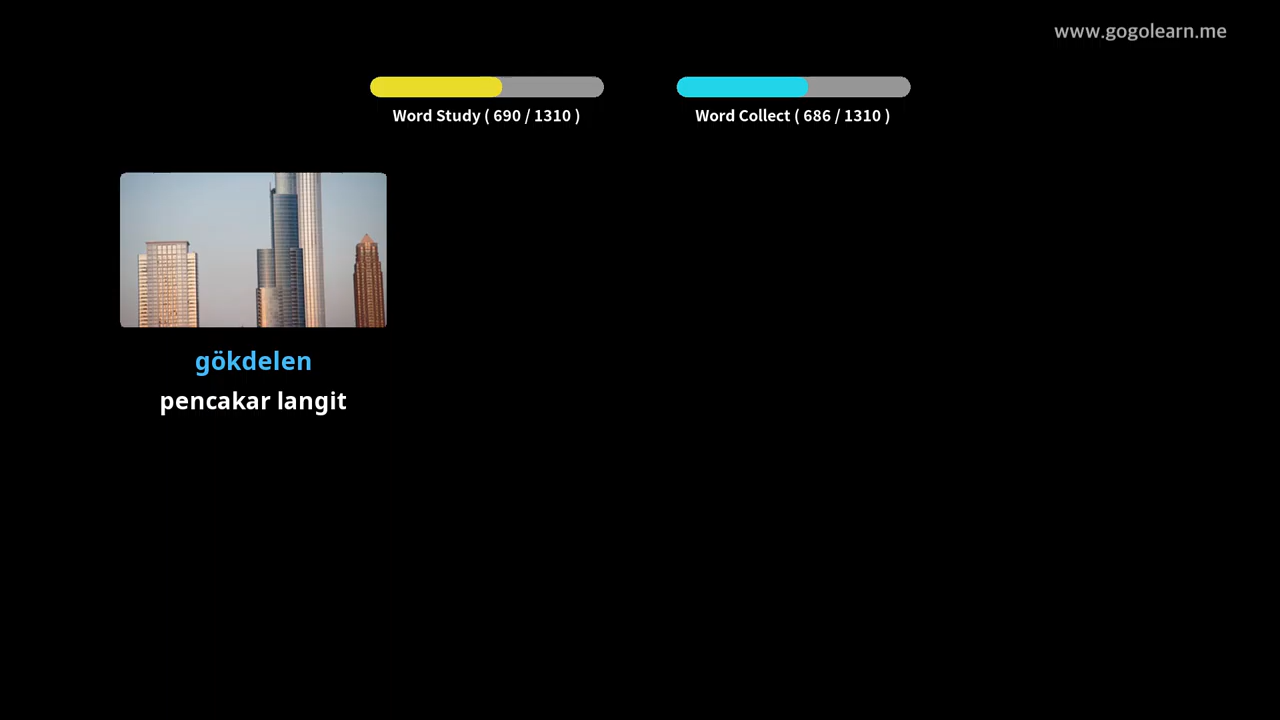 www.gogolearn.me
Word Study ( 690 / 1310 )
Word Collect ( 686 / 1310 )
gökdelen
pencakar langit